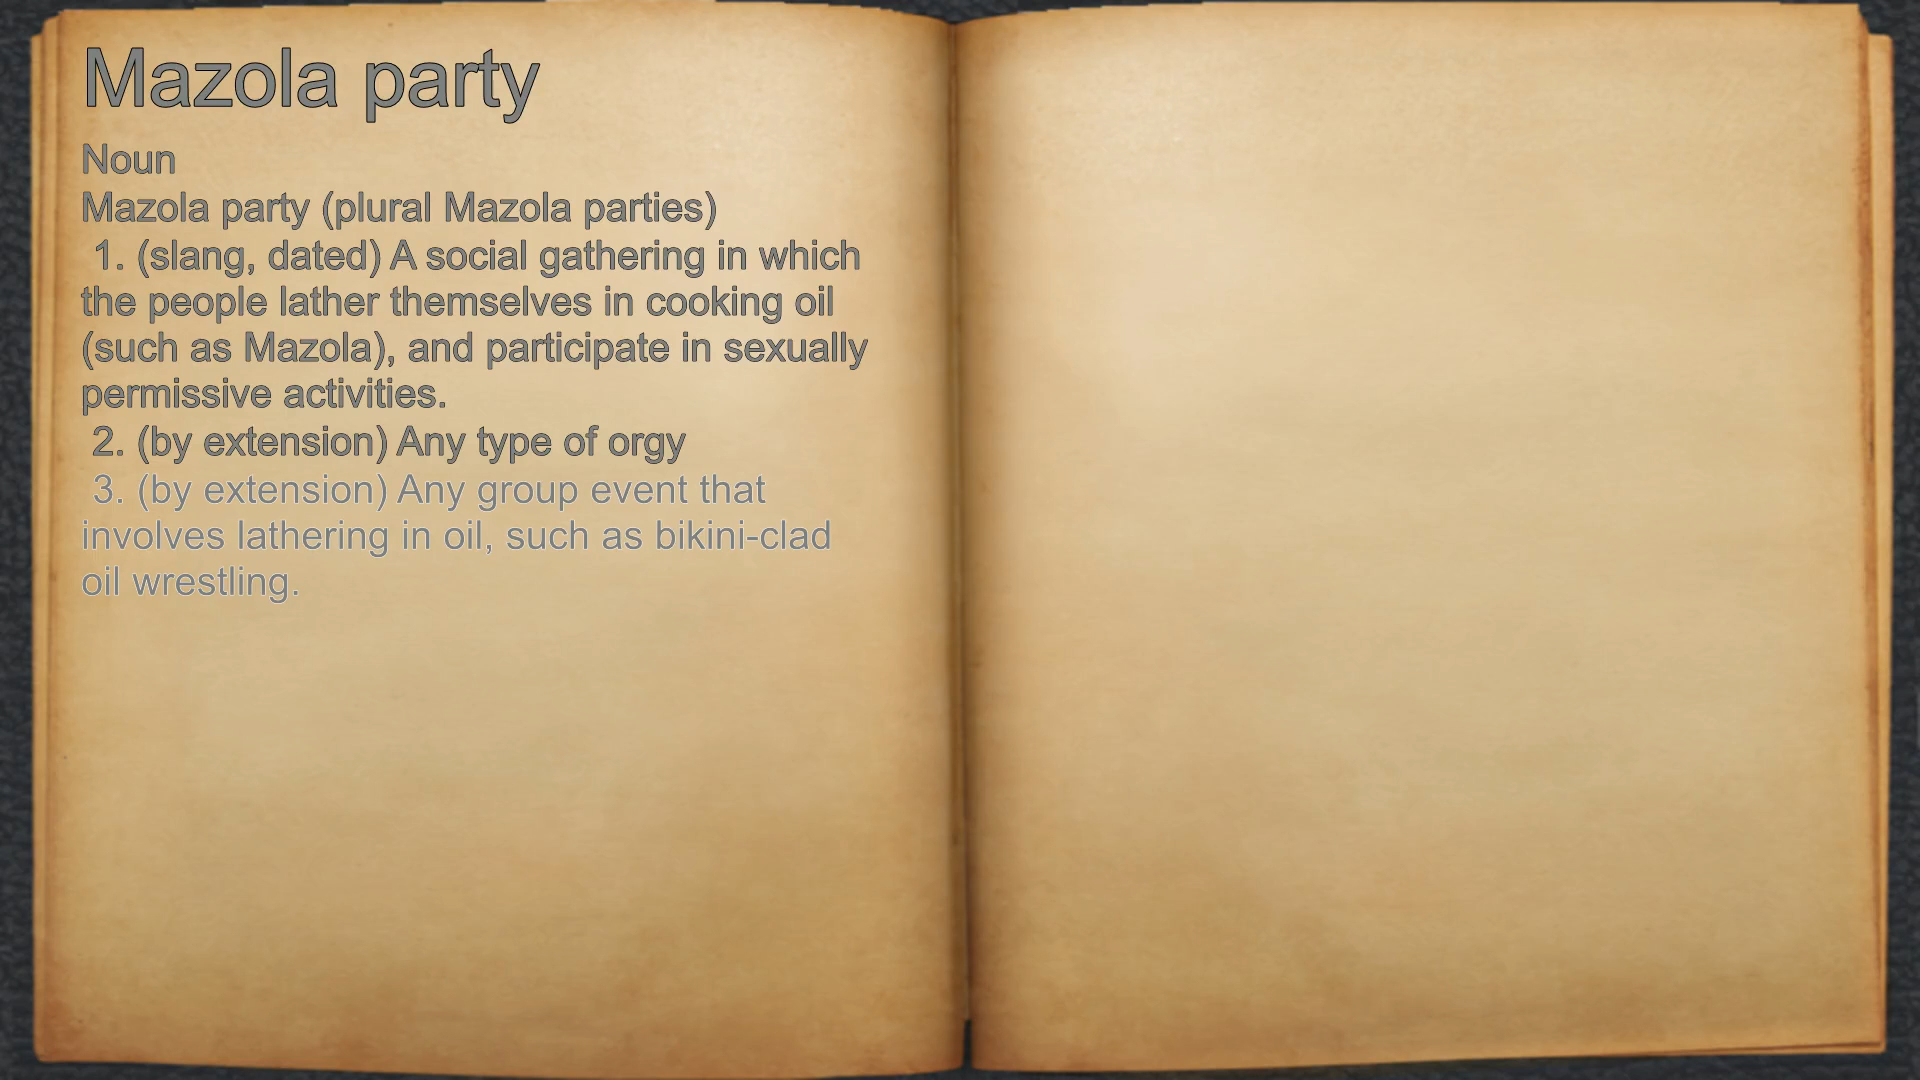 Mazola party
Noun
Mazola party (plural Mazola parties)
1. (slang, dated) A social gathering in which
the people lather themselves in cooking oil
(such as Mazola), and participate in sexually
permissive activities.
2. (by extension) Any type of orgy
3. (by extension) Any group event that
involves lathering in oil, such as bikini-clad
oil wrestling.